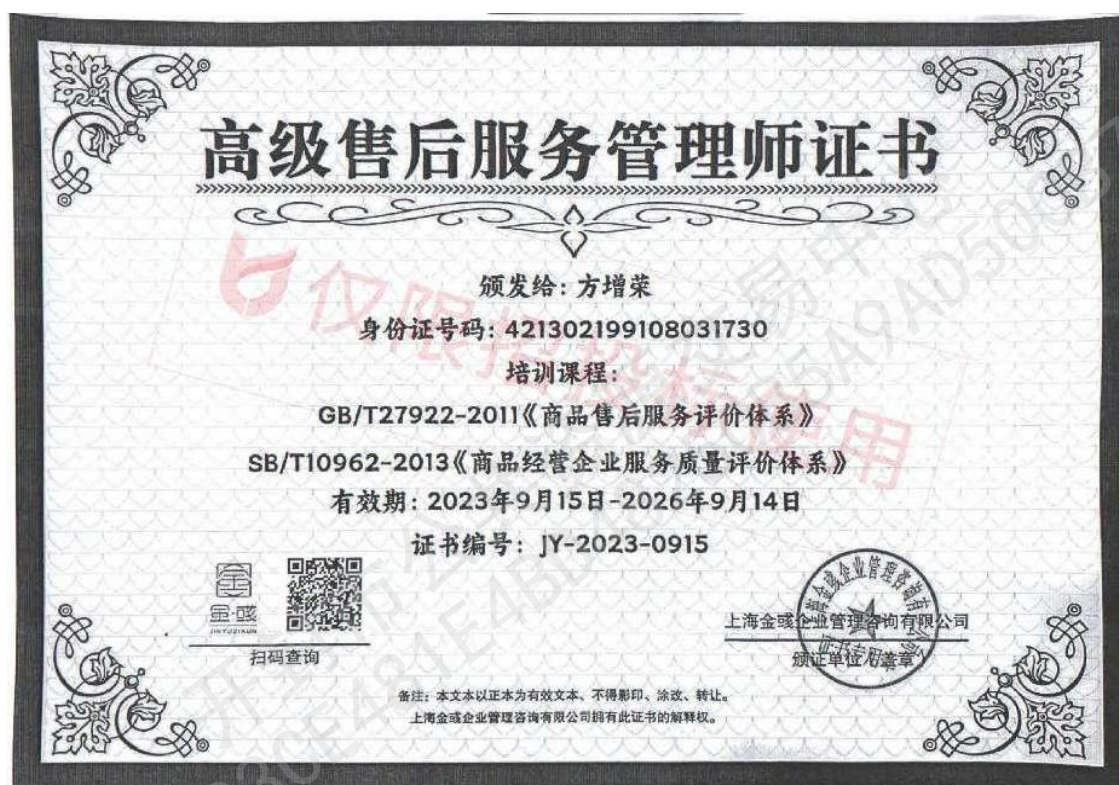 高级售后服务管理师证书
颁发给：方增荣
身份证号码：421302199108031730
培训课程：
GB/T27922-2011《商品售后服务评价体系》
SB/T10962-2013《商品经营企业服务质量评价体系》
有效期：2023年9月15日-2026年9月14日
证书编号：JY-2023-0915
仅限招投标使用
金·彧
扫码查询
上海金彧企业管理咨询有限公司
颁证单位（盖章）
备注：本文本以正本为有效文本、不得影印、涂改、转让。
上海金彧企业管理咨询有限公司拥有此证书的解释权。